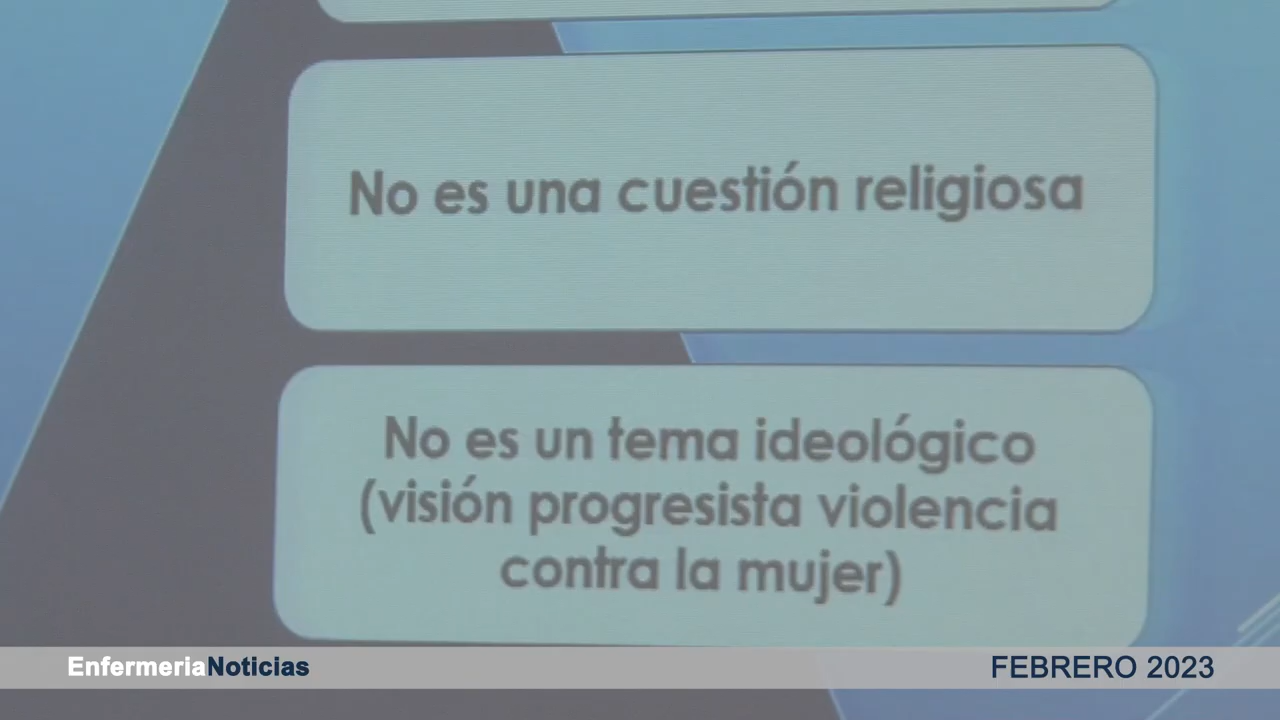 No es una cuestión religiosa
No es un tema ideológico
(visión progresista violencia
contra la mujer)
EnfermeriaNoticias
FEBRERO 2023